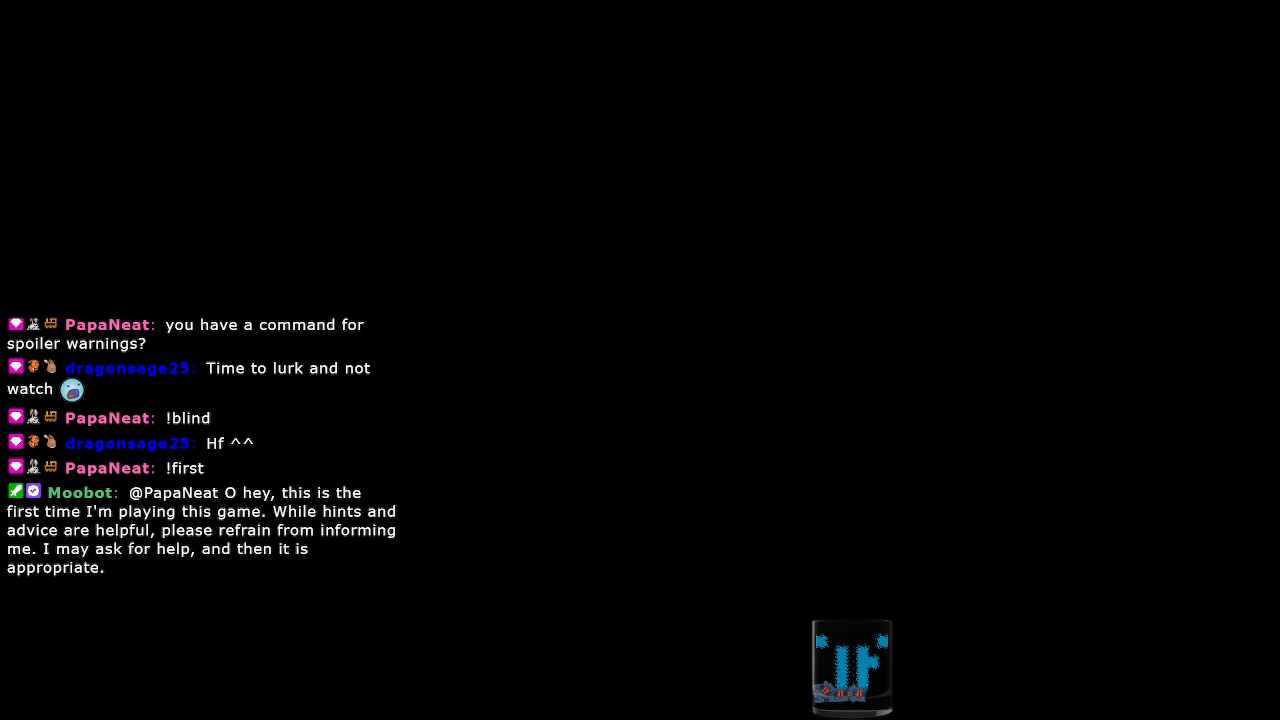 PapaNeat: you have a command for
spoiler warnings?
dragonsage25: Time to lurk and not
watch
PapaNeat: !blind
dragonsage25: Hf ^^
PapaNeat: !first
Moobot: @PapaNeat O hey, this is the
first time I'm playing this game. While hints and
advice are helpful, please refrain from informing
me. I may ask for help, and then it is
appropriate.